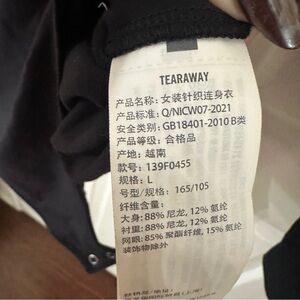 TEARAWAY
产品名称：女装针织连身衣
产品标准：Q/NICW07-2021
安全类别：GB18401-2010 B类
产品等级：合格品
产地：越南
款号：139F0455
规格：L
号型/规格：165/105
纤维含量：
大身：88% 尼龙，12% 氨纶
衬里：88% 尼龙，12% 氨纶
网眼：85% 聚酯纤维，15% 氨纶
装饰物除外